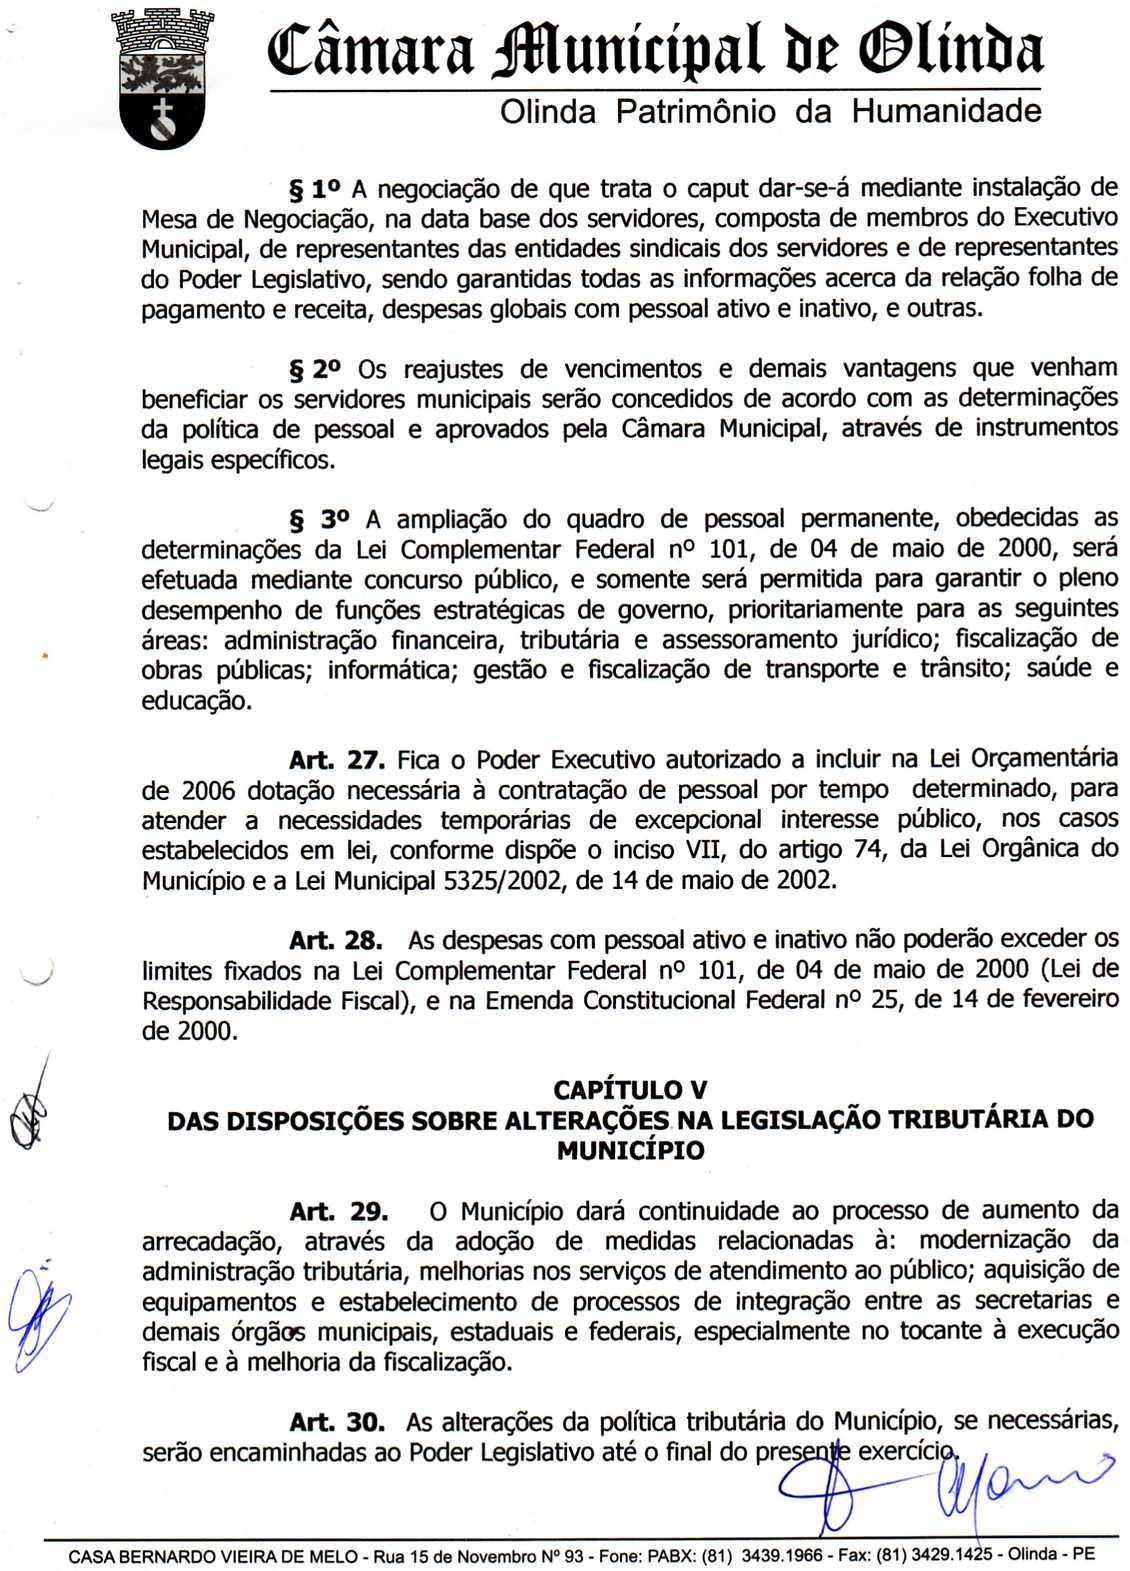 Câmara Municipal de Olinda
Olinda Patrimônio da Humanidade
§ 1º A negociação de que trata o caput dar-se-á mediante instalação de
Mesa de Negociação, na data base dos servidores, composta de membros do Executivo
Municipal, de representantes das entidades sindicais dos servidores e de representantes
do Poder Legislativo, sendo garantidas todas as informações acerca da relação folha de
pagamento e receita, despesas globais com pessoal ativo e inativo, e outras.
§ 2º Os reajustes de vencimentos e demais vantagens que venham
beneficiar os servidores municipais serão concedidos de acordo com as determinações
da política de pessoal e aprovados pela Câmara Municipal, através de instrumentos
legais específicos.
§ 3º A ampliação do quadro de pessoal permanente, obedecidas as
determinações da Lei Complementar Federal nº 101, de 04 de maio de 2000, será
efetuada mediante concurso público, e somente será permitida para garantir o pleno
desempenho de funções estratégicas de governo, prioritariamente para as seguintes
áreas: administração financeira, tributária e assessoramento jurídico; fiscalização de
obras públicas; informática; gestão e fiscalização de transporte e trânsito; saúde e
educação.
Art. 27. Fica o Poder Executivo autorizado a incluir na Lei Orçamentária
de 2006 dotação necessária à contratação de pessoal por tempo determinado, para
atender a necessidades temporárias de excepcional interesse público, nos casos
estabelecidos em lei, conforme dispõe o inciso VII, do artigo 74, da Lei Orgânica do
Município e a Lei Municipal 5325/2002, de 14 de maio de 2002.
Art. 28. As despesas com pessoal ativo e inativo não poderão exceder os
limites fixados na Lei Complementar Federal nº 101, de 04 de maio de 2000 (Lei de
Responsabilidade Fiscal), e na Emenda Constitucional Federal nº 25, de 14 de fevereiro
de 2000.
CAPÍTULO V
DAS DISPOSIÇÕES SOBRE ALTERAÇÕES NA LEGISLAÇÃO TRIBUTÁRIA DO
MUNICÍPIO
Art. 29. O Município dará continuidade ao processo de aumento da
arrecadação, através da adoção de medidas relacionadas à: modernização da
administração tributária, melhorias nos serviços de atendimento ao público; aquisição de
equipamentos e estabelecimento de processos de integração entre as secretarias e
demais órgãos municipais, estaduais e federais, especialmente no tocante à execução
fiscal e à melhoria da fiscalização.
Art. 30. As alterações da política tributária do Município, se necessárias,
serão encaminhadas ao Poder Legislativo até o final do presente exercício.
CASA BERNARDO VIEIRA DE MELO - Rua 15 de Novembro Nº 93 - Fone: PABX: (81) 3439.1966 - Fax: (81) 3429.1425 - Olinda - PE